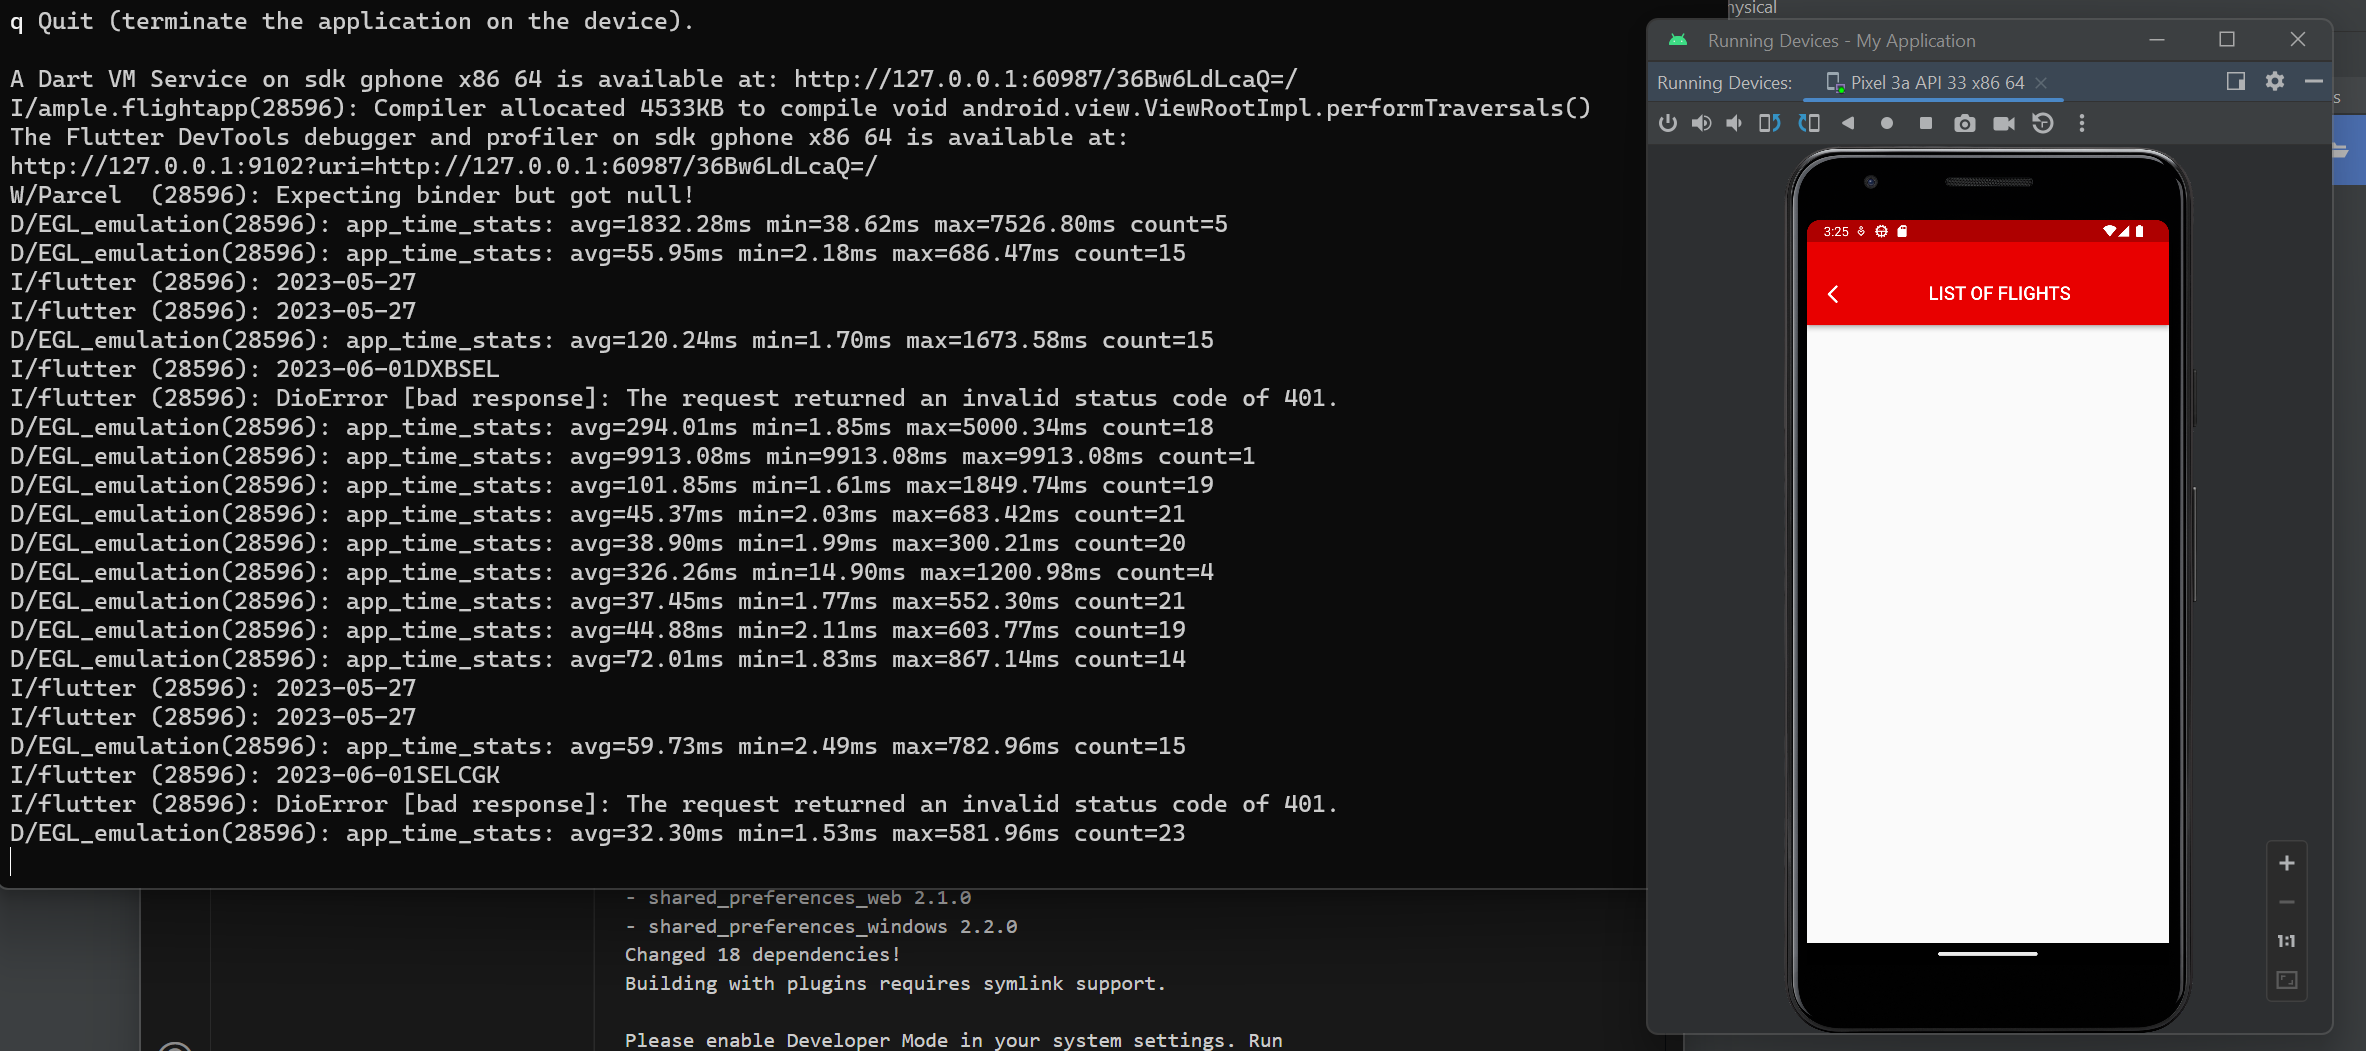 q Quit (terminate the application on the device).
A Dart VM Service on sdk gphone x86 64 is available at: http://127.0.0.1:60987/36Bw6LdLcaQ=/
I/ample.flightapp(28596): Compiler allocated 4533KB to compile void android.view.ViewRootImpl.performTraversals()
The Flutter DevTools debugger and profiler on sdk gphone x86 64 is available at:
http://127.0.0.1:9102?uri=http://127.0.0.1:60987/36Bw6LdLcaQ=/
W/Parcel  (28596): Expecting binder but got null!
D/EGL_emulation(28596): app_time_stats: avg=1832.28ms min=38.62ms max=7526.80ms count=5
D/EGL_emulation(28596): app_time_stats: avg=55.95ms min=2.18ms max=686.47ms count=15
I/flutter (28596): 2023-05-27
I/flutter (28596): 2023-05-27
D/EGL_emulation(28596): app_time_stats: avg=120.24ms min=1.70ms max=1673.58ms count=15
I/flutter (28596): 2023-06-01DXBSEL
I/flutter (28596): DioError [bad response]: The request returned an invalid status code of 401.
D/EGL_emulation(28596): app_time_stats: avg=294.01ms min=1.85ms max=5000.34ms count=18
D/EGL_emulation(28596): app_time_stats: avg=9913.08ms min=9913.08ms max=9913.08ms count=1
D/EGL_emulation(28596): app_time_stats: avg=101.85ms min=1.61ms max=1849.74ms count=19
D/EGL_emulation(28596): app_time_stats: avg=45.37ms min=2.03ms max=683.42ms count=21
D/EGL_emulation(28596): app_time_stats: avg=38.90ms min=1.99ms max=300.21ms count=20
D/EGL_emulation(28596): app_time_stats: avg=326.26ms min=14.90ms max=1200.98ms count=4
D/EGL_emulation(28596): app_time_stats: avg=37.45ms min=1.77ms max=552.30ms count=21
D/EGL_emulation(28596): app_time_stats: avg=44.88ms min=2.11ms max=603.77ms count=19
D/EGL_emulation(28596): app_time_stats: avg=72.01ms min=1.83ms max=867.14ms count=14
I/flutter (28596): 2023-05-27
I/flutter (28596): 2023-05-27
D/EGL_emulation(28596): app_time_stats: avg=59.73ms min=2.49ms max=782.96ms count=15
I/flutter (28596): 2023-06-01SELCGK
I/flutter (28596): DioError [bad response]: The request returned an invalid status code of 401.
D/EGL_emulation(28596): app_time_stats: avg=32.30ms min=1.53ms max=581.96ms count=23
- shared_preferences_web 2.1.0
- shared_preferences_windows 2.2.0
Changed 18 dependencies!
Building with plugins requires symlink support.
Please enable Developer Mode in your system settings. Run
hysical
Running Devices - My Application
Running Devices: Pixel 3a API 33 x86 64
s
3:25
LIST OF FLIGHTS
1:1